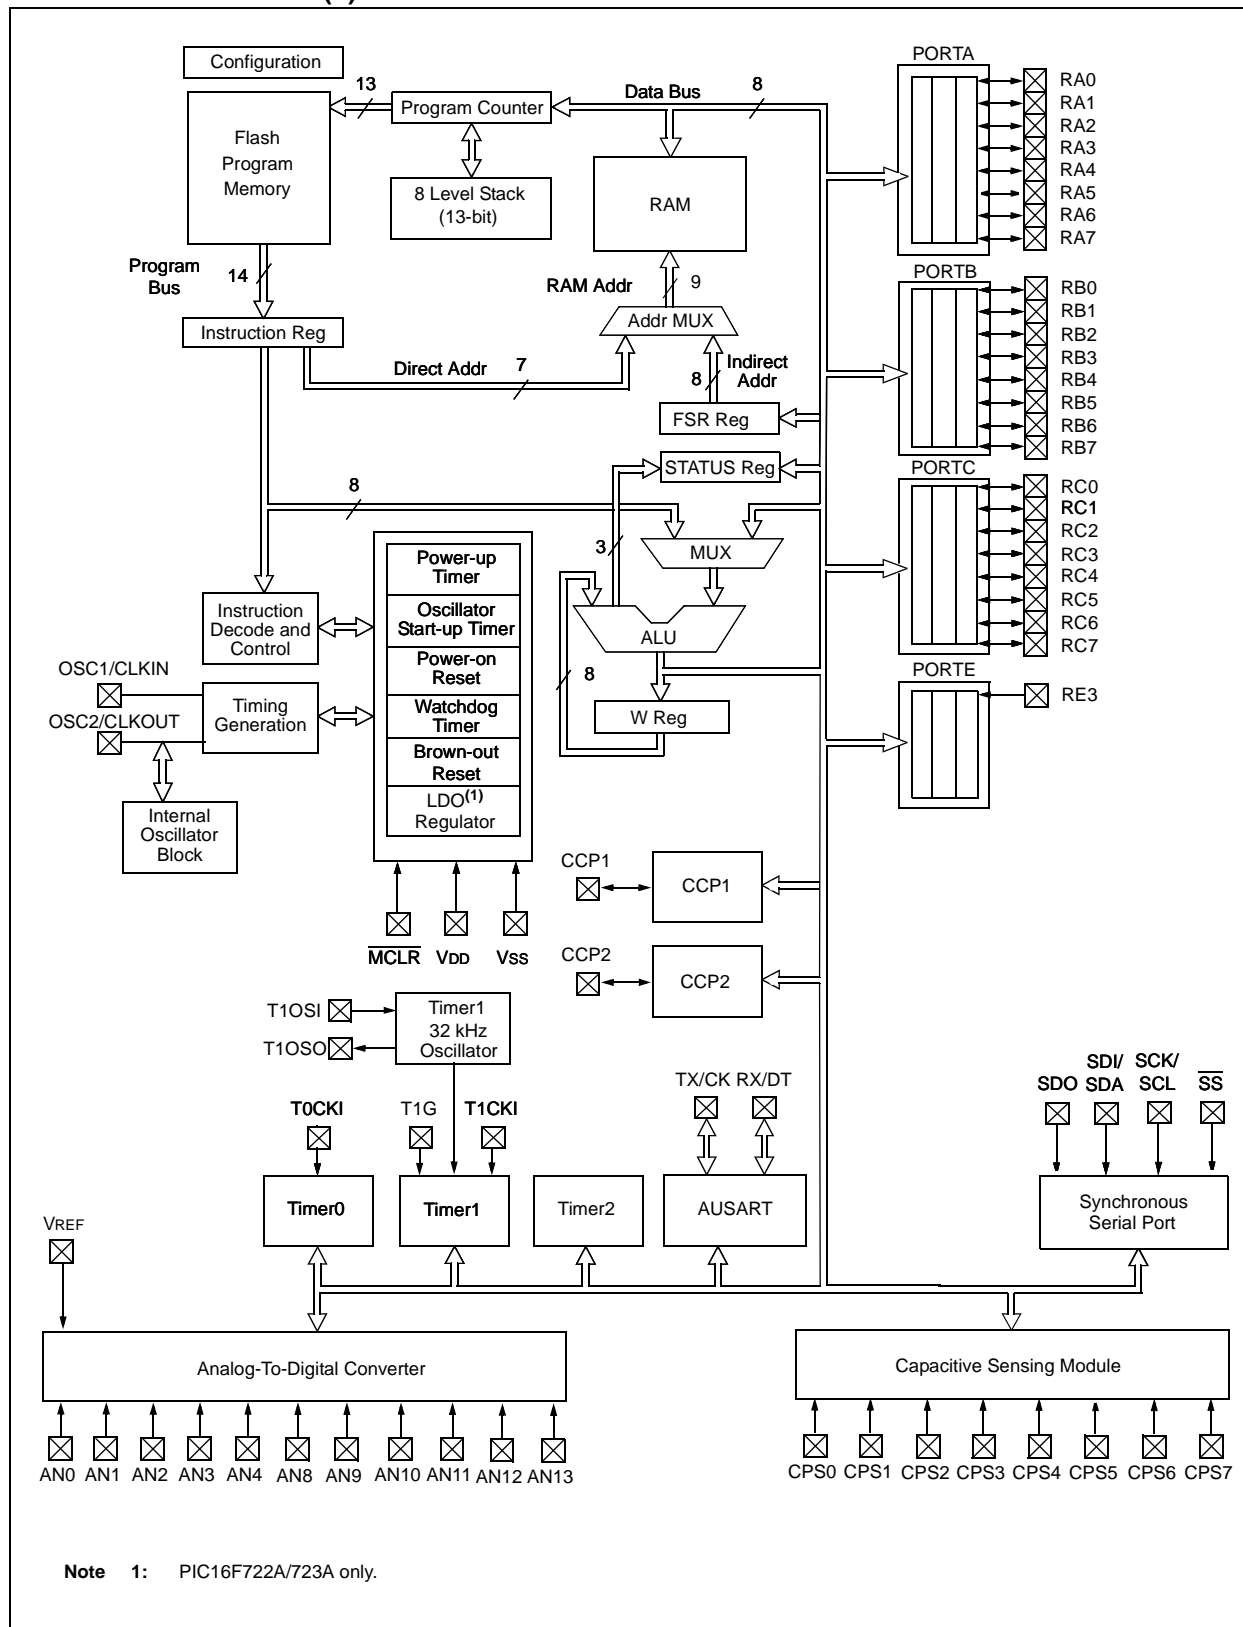 Configuration
PORTA
13
Program Counter
Data Bus
8
Flash
Program
Memory
8 Level Stack
(13-bit)
RAM
RA0
RA1
RA2
RA3
RA4
RA5
RA6
RA7
Program
Bus
14
RAM Addr
9
PORTB
Instruction Reg
Addr MUX
Direct Addr
7
Indirect
Addr
8
FSR Reg
RB0
RB1
RB2
RB3
RB4
RB5
RB6
RB7
STATUS Reg
PORTC
8
3
MUX
RC0
RC1
RC2
RC3
RC4
RC5
RC6
RC7
Power-up
Timer
Oscillator
Start-up Timer
Power-on
Reset
Watchdog
Timer
Brown-out
Reset
LDO(1)
Regulator
Instruction
Decode and
Control
ALU
8
W Reg
PORTE
RE3
OSC1/CLKIN
OSC2/CLKOUT
Timing
Generation
Internal
Oscillator
Block
MCLR
VDD
VSS
CCP1
CCP1
CCP2
CCP2
T1OSI
T1OSO
Timer1
32 kHz
Oscillator
T0CKI
T1G
T1CKI
TX/CK RX/DT
SDO
SDI/
SDA
SCK/
SCL
SS
Timer0
Timer1
Timer2
AUSART
Synchronous
Serial Port
VREF
Analog-To-Digital Converter
Capacitive Sensing Module
AN0 AN1 AN2 AN3 AN4 AN8 AN9 AN10 AN11 AN12 AN13
CPS0 CPS1 CPS2 CPS3 CPS4 CPS5 CPS6 CPS7
Note 1: PIC16F722A/723A only.